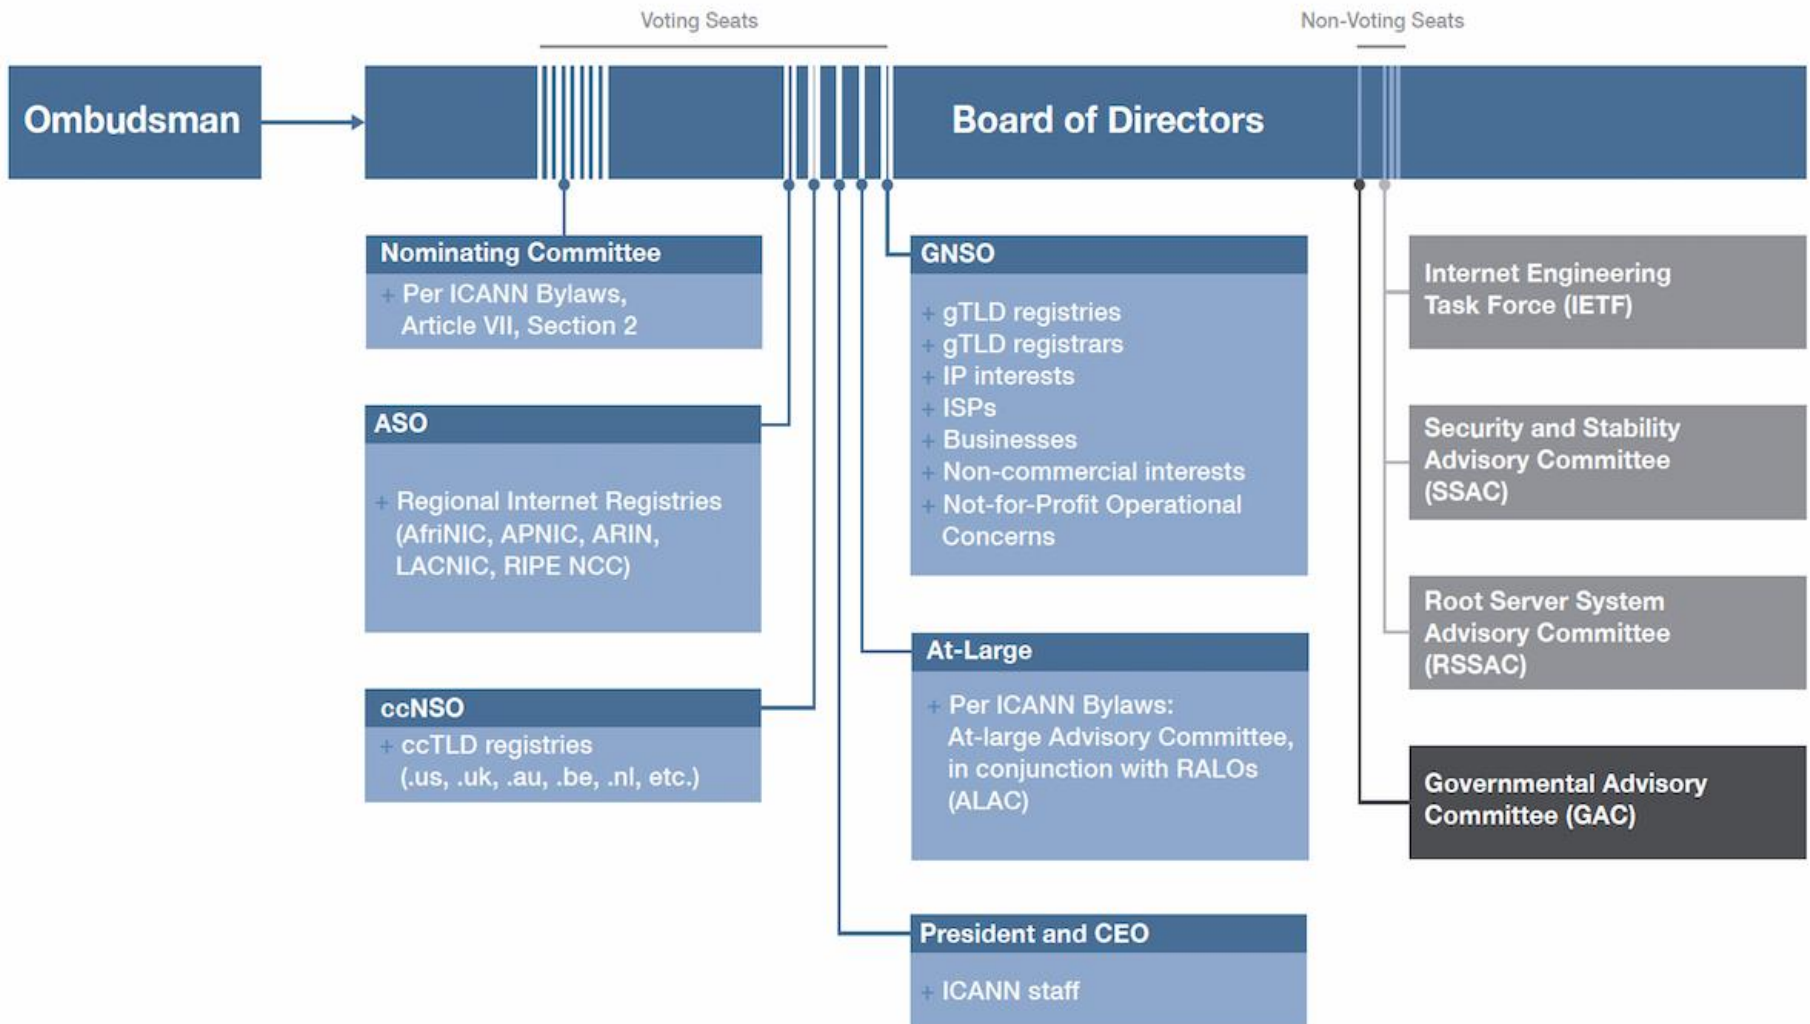 Voting Seats
Non-Voting Seats
Ombudsman
Board of Directors
Nominating Committee
+ Per ICANN Bylaws,
Article VII, Section 2
ASO
+ Regional Internet Registries
(AfriNIC, APNIC, ARIN,
LACNIC, RIPE NCC)
ccNSO
+ ccTLD registries
(.us, .uk, .au, .be, .nl, etc.)
GNSO
+ gTLD registries
+ gTLD registrars
+ IP interests
+ ISPs
+ Businesses
+ Non-commercial interests
+ Not-for-Profit Operational
Concerns
At-Large
+ Per ICANN Bylaws:
At-large Advisory Committee,
in conjunction with RALOs
(ALAC)
President and CEO
+ ICANN staff
Internet Engineering
Task Force (IETF)
Security and Stability
Advisory Committee
(SSAC)
Root Server System
Advisory Committee
(RSSAC)
Governmental Advisory
Committee (GAC)